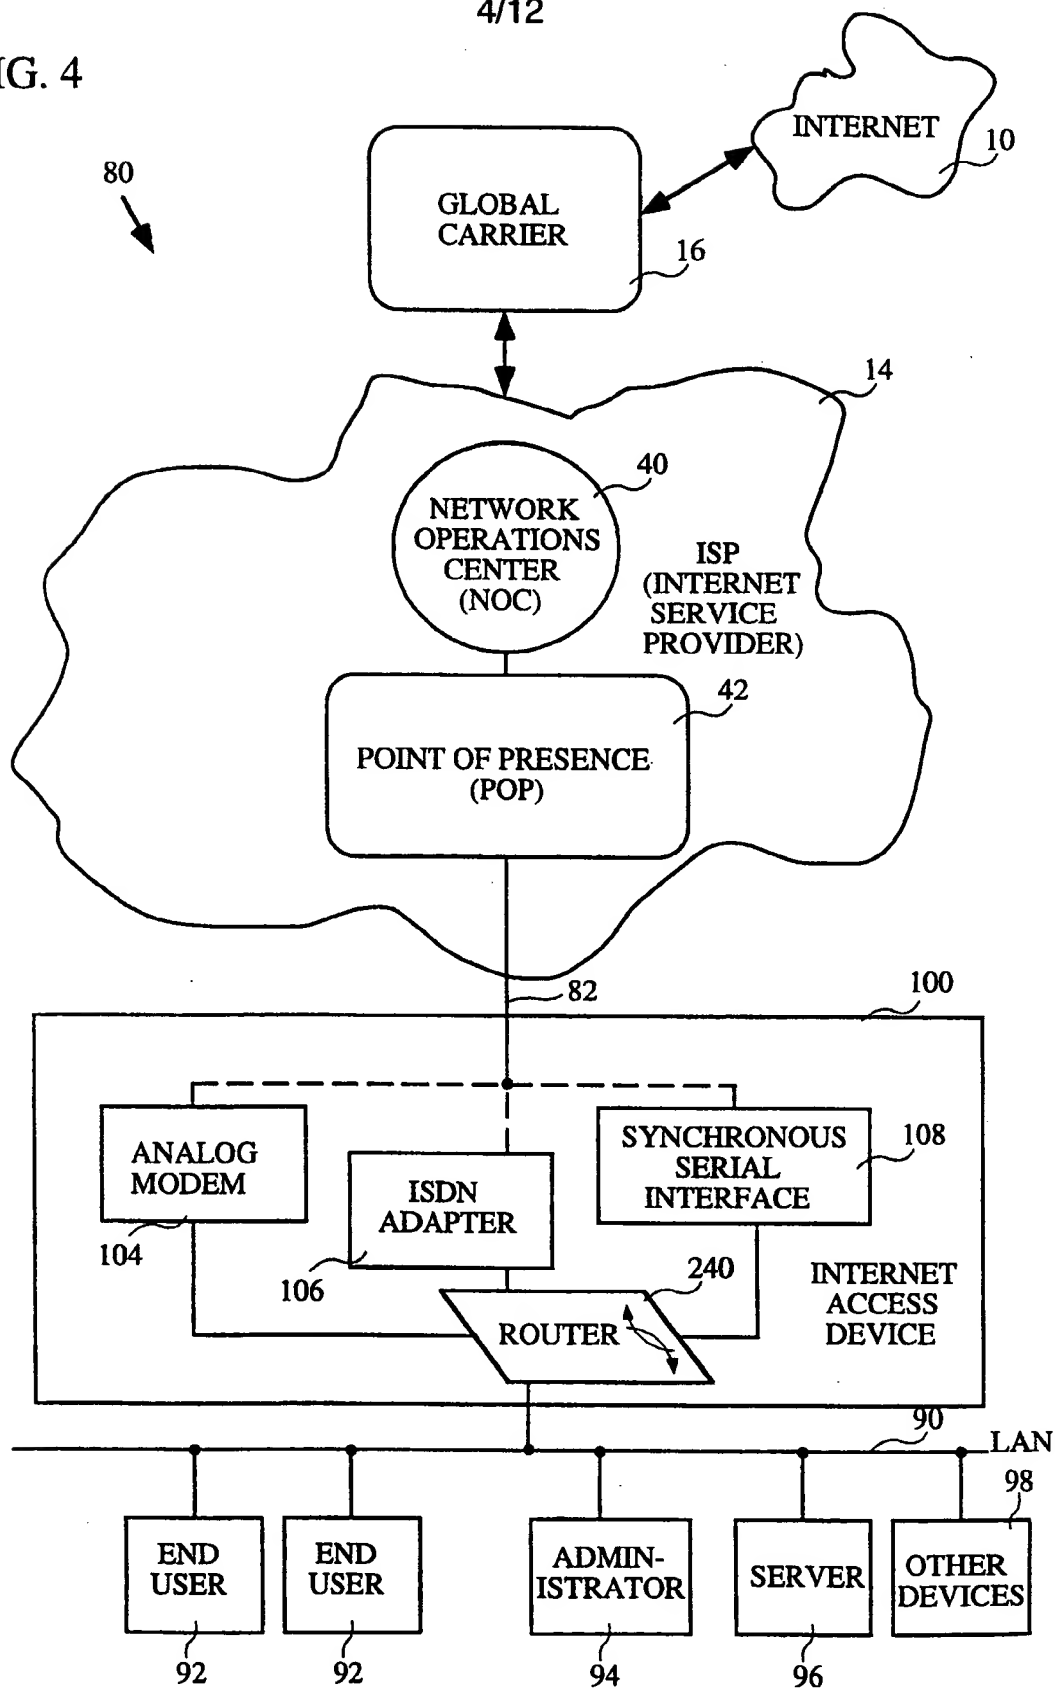 4/12
IG. 4
INTERNET
10
80
GLOBAL
CARRIER
16
14
40
NETWORK
OPERATIONS
CENTER
(NOC)
ISP
(INTERNET
SERVICE
PROVIDER)
42
POINT OF PRESENCE
(POP)
82
100
ANALOG
MODEM
104
ISDN
ADAPTER
106
SYNCHRONOUS
SERIAL
INTERFACE
108
240
ROUTER
INTERNET
ACCESS
DEVICE
90
LAN
98
END
USER
92
END
USER
92
ADMIN-
ISTRATOR
94
SERVER
96
OTHER
DEVICES